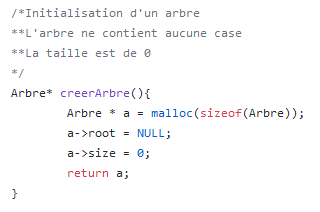 /*Initialisation d'un arbre
**L'arbre ne contient aucune case
**La taille est de 0
*/
Arbre* creerArbre(){
        Arbre * a = malloc(sizeof(Arbre));
        a->root = NULL;
        a->size = 0;
        return a;
}